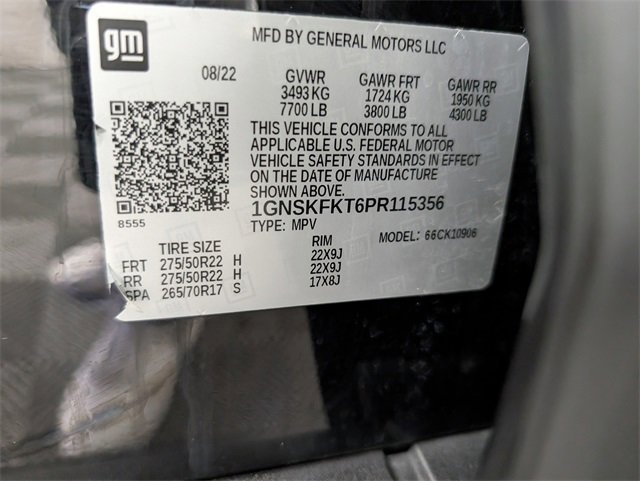 gm
MFD BY GENERAL MOTORS LLC
08/22
GVWR GAWR FRT GAWR RR
3493 KG 1724 KG 1950 KG
7700 LB 3800 LB 4300 LB
THIS VEHICLE CONFORMS TO ALL
APPLICABLE U.S. FEDERAL MOTOR
VEHICLE SAFETY STANDARDS IN EFFECT
ON THE DATE OF MANUFACTURE
SHOWN ABOVE.
1GNSKFKT6PR115356
8555
TYPE: MPV
MODEL: 66CK10906
TIRE SIZE RIM
FRT 275/50R22 H 22X9J
RR 275/50R22 H 22X9J
SPA 265/70R17 S 17X8J